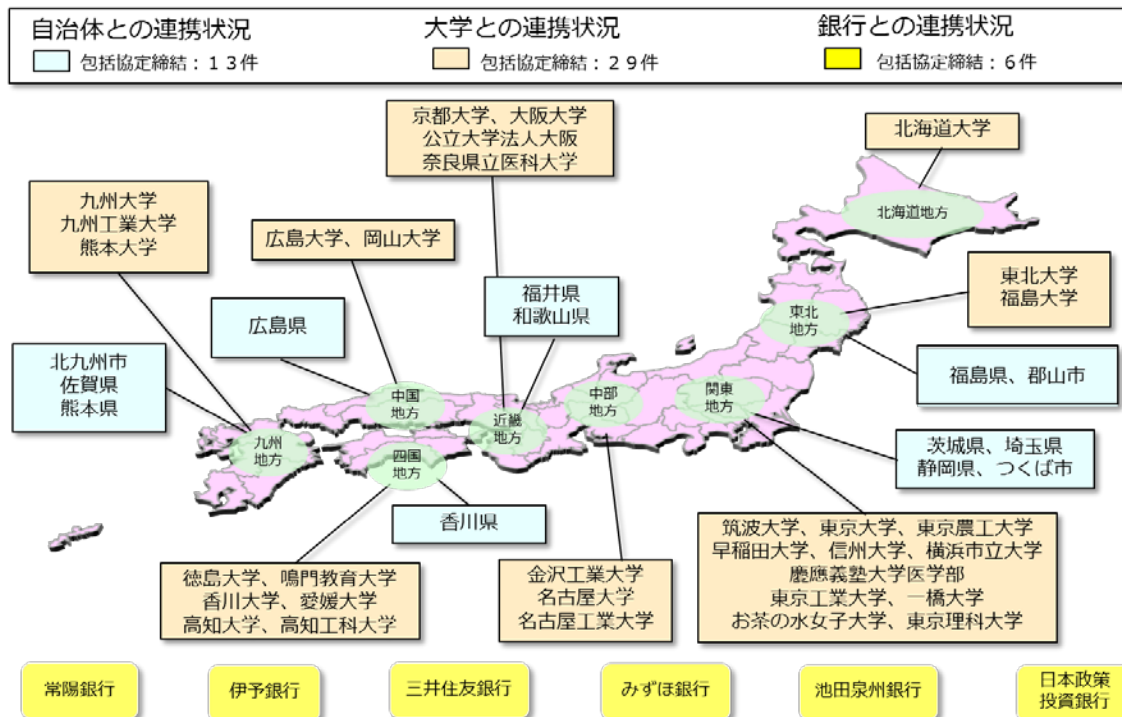 自治体との連携状況
包括協定締結：１３件
大学との連携状況
包括協定締結：２９件
銀行との連携状況
包括協定締結：６件
京都大学、大阪大学
公立大学法人大阪
奈良県立医科大学
北海道大学
九州大学
九州工業大学
熊本大学
広島大学、岡山大学
北海道地方
東北大学
福島大学
福井県
和歌山県
広島県
東北
地方
北九州市
佐賀県
熊本県
福島県、郡山市
中国
地方
近畿
地方
中部
地方
関東
地方
九州
地方
四国
地方
茨城県、埼玉県
静岡県、つくば市
香川県
筑波大学、東京大学、東京農工大学
早稲田大学、信州大学、横浜市立大学
慶應義塾大学医学部
東京工業大学、一橋大学
お茶の水女子大学、東京理科大学
徳島大学、鳴門教育大学
香川大学、愛媛大学
高知大学、高知工科大学
金沢工業大学
名古屋大学
名古屋工業大学
常陽銀行
伊予銀行
三井住友銀行
みずほ銀行
池田泉州銀行
日本政策
投資銀行